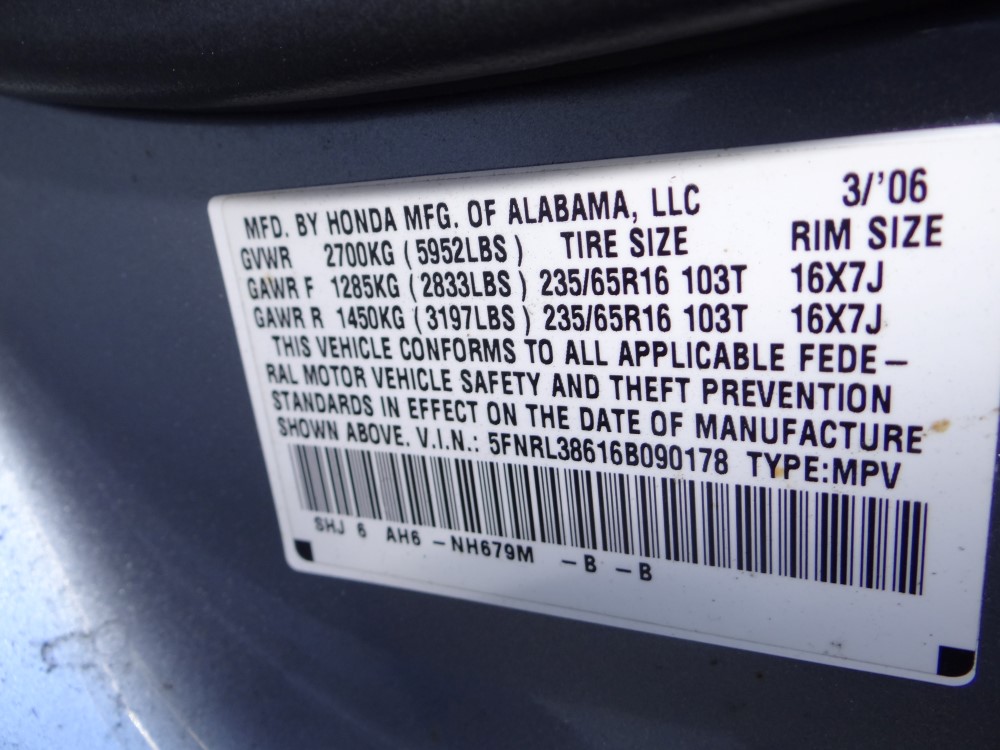 MFD. BY HONDA MFG. OF ALABAMA, LLC 3/'06
GVWR 2700KG (5952LBS) TIRE SIZE RIM SIZE
GAWR F 1285KG (2833LBS) 235/65R16 103T 16X7J
GAWR R 1450KG (3197LBS) 235/65R16 103T 16X7J
THIS VEHICLE CONFORMS TO ALL APPLICABLE FEDE–
RAL MOTOR VEHICLE SAFETY AND THEFT PREVENTION
STANDARDS IN EFFECT ON THE DATE OF MANUFACTURE
SHOWN ABOVE. V.I.N.: 5FNRL38616B090178 TYPE:MPV
SHJ 6 AH6 –NH679M –B –B